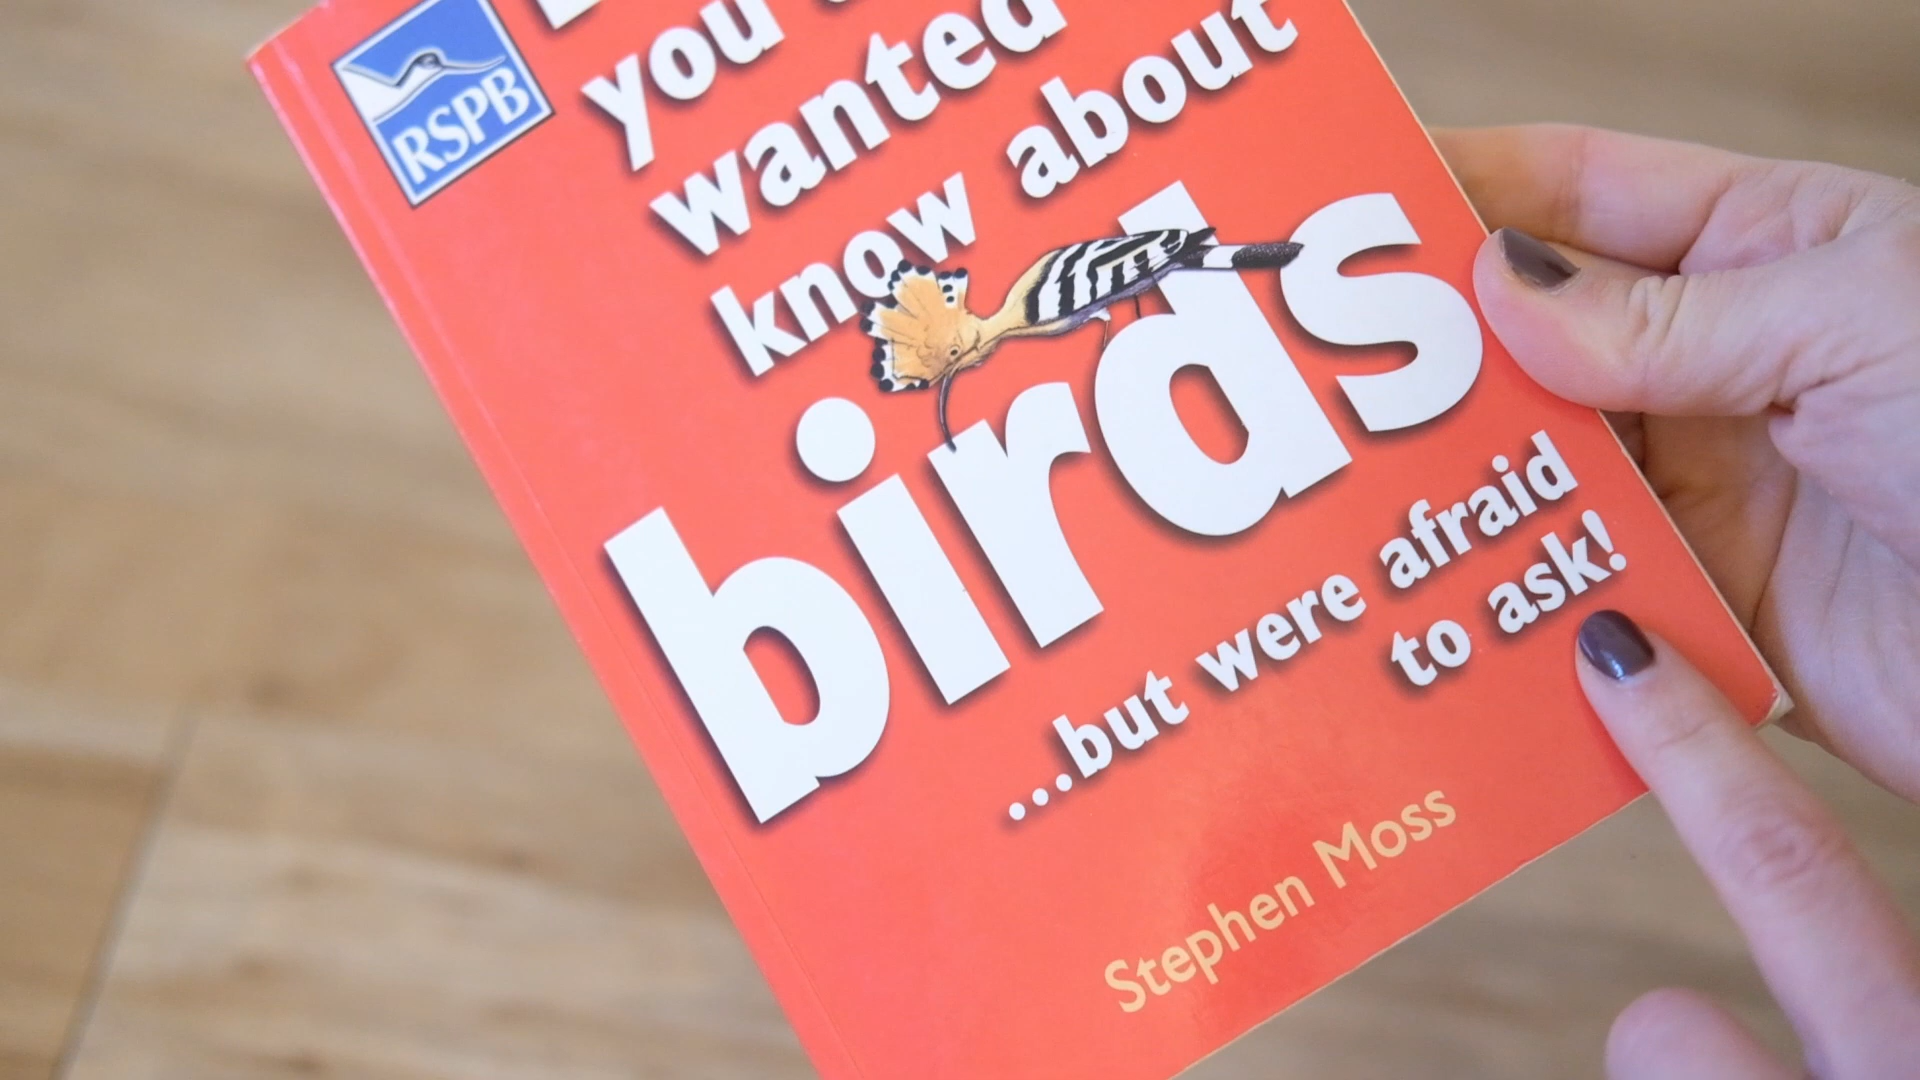 RSPB
you
wanted
know about
birds
...but were afraid
to ask!
Stephen Moss